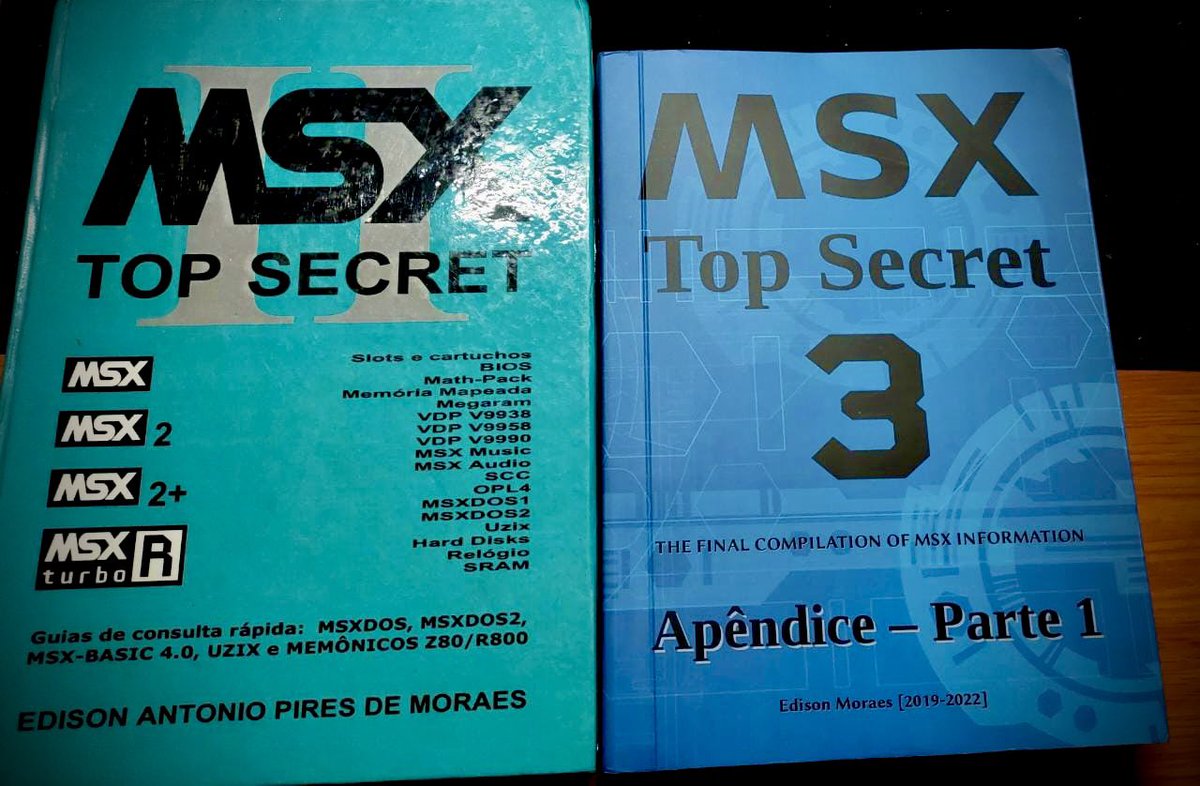 II
MSX
TOP SECRET
MSX
MSX 2
MSX 2+
MSX
turbo R
Slots e cartuchos
BIOS
Math-Pack
Memória Mapeada
Megaram
VDP V9938
VDP V9958
VDP V9990
MSX Music
MSX Audio
SCC
OPL4
MSXDOS1
MSXDOS2
Uzix
Hard Disks
Relógio
SRAM
Guias de consulta rápida: MSXDOS, MSXDOS2,
MSX-BASIC 4.0, UZIX e MEMÔNICOS Z80/R800
EDISON ANTONIO PIRES DE MORAES
MSX
Top Secret
3
THE FINAL COMPILATION OF MSX INFORMATION
Apêndice – Parte 1
Edison Moraes [2019-2022]